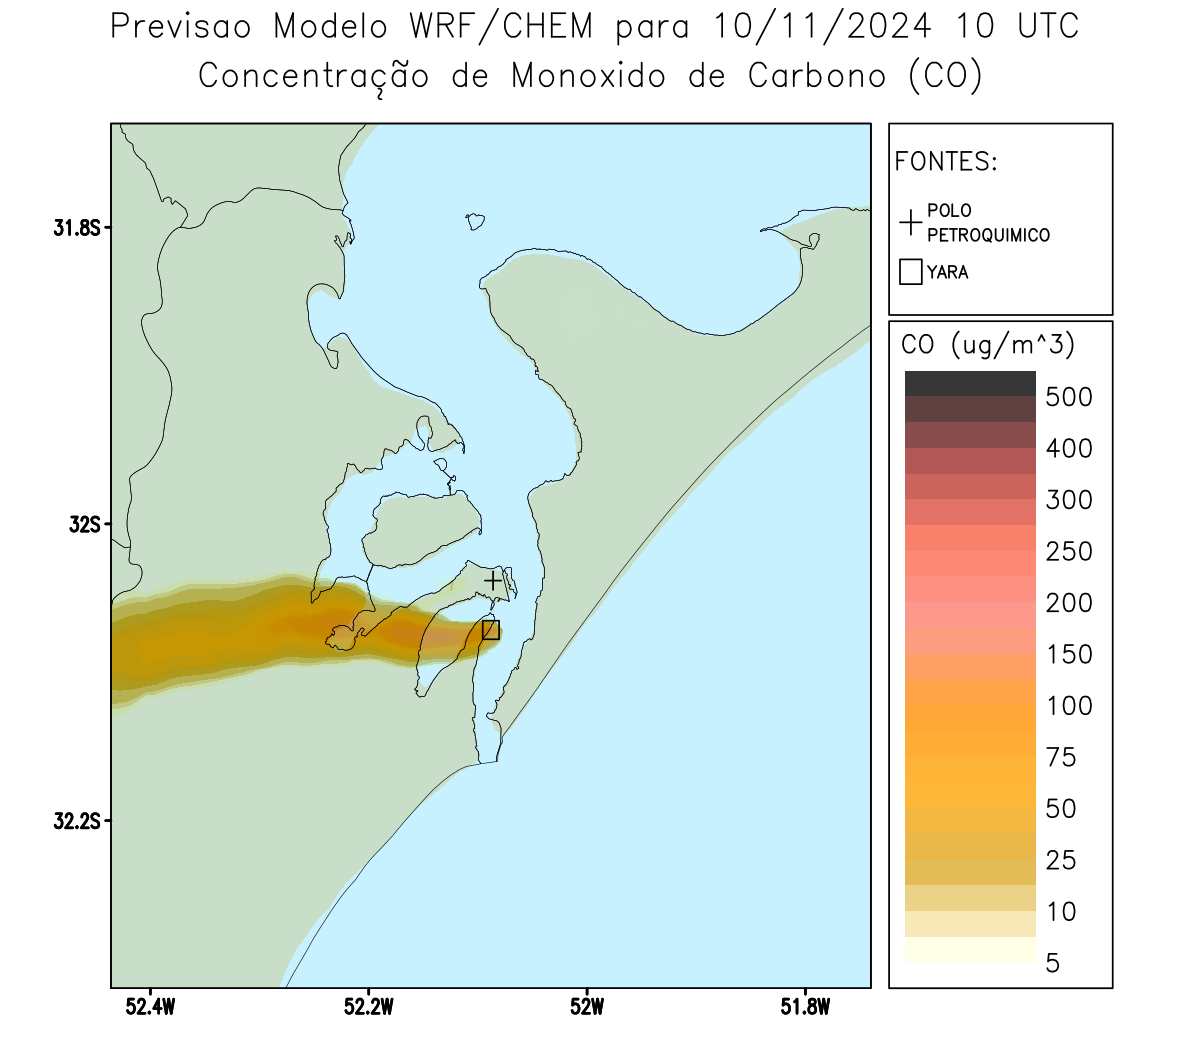 Previsao Modelo WRF/CHEM para 10/11/2024 10 UTC
Concentração de Monoxido de Carbono (CO)
FONTES:
POLO
PETROQUIMICO
YARA
CO (ug/m^3)
500
400
300
250
200
150
100
75
50
25
10
5
31.8S
32S
32.2S
52.4W
52.2W
52W
51.8W